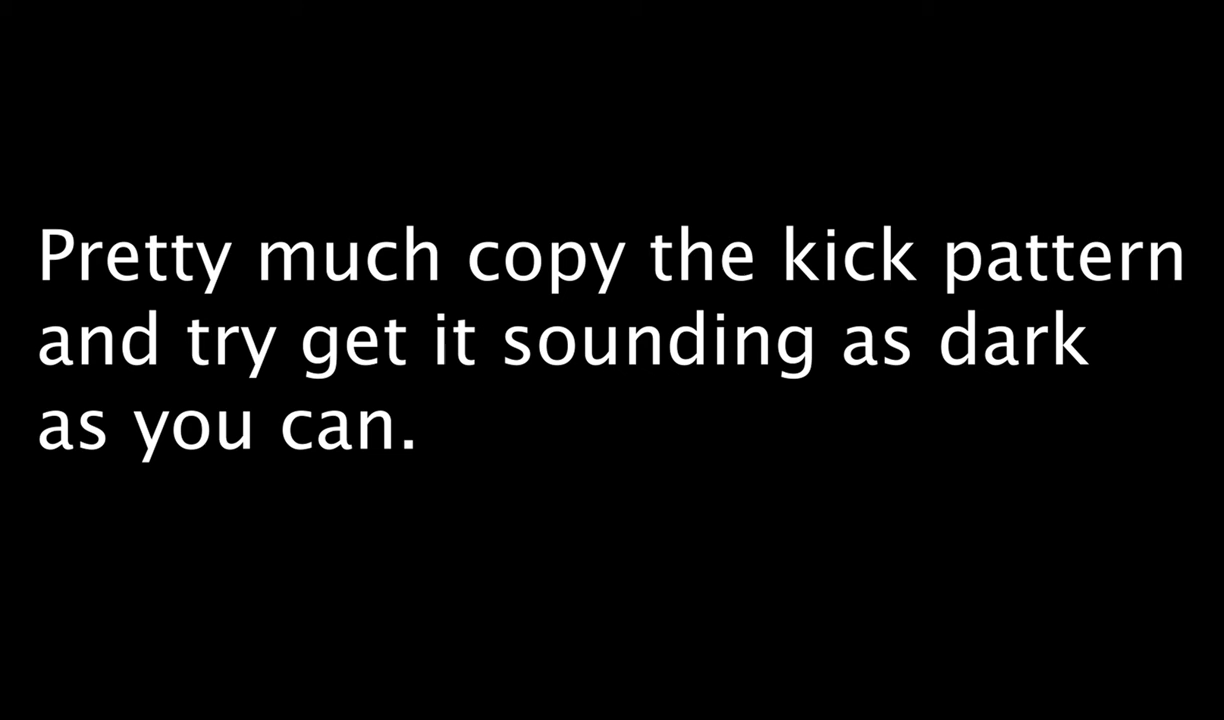 Pretty much copy the kick pattern
and try get it sounding as dark
as you can.